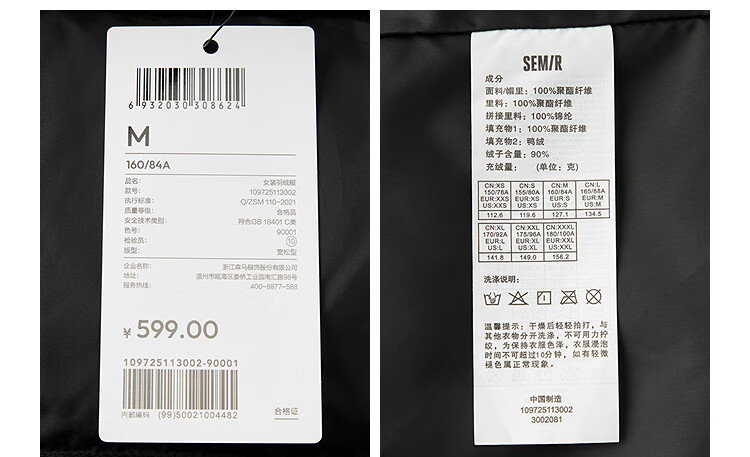 6 932030 308624
M
160/84A
品名: 女装羽绒服
款号: 109725113002
执行标准: Q/ZSM 110-2021
质量等级: 合格品
安全技术类别: 符合GB 18401 C类
色号: 90001
检验员: 10
版型: 宽松型
企业名称: 浙江森马服饰股份有限公司
地址: 温州市瓯海区娄桥工业园南汇路98号
服务热线: 400-8877-588
¥ 599.00
109725113002-90001
内部编码 (99)50021004482
合格证
SEMIR
成分
面料/帽里: 100%聚酯纤维
里料: 100%聚酯纤维
拼接里料: 100%锦纶
填充物1: 100%聚酯纤维
填充物2: 鸭绒
绒子含量: 90%
充绒量: (单位: 克)
CN:XS CN:S CN:M CN:L
150/76A 155/80A 160/84A 165/88A
EUR:XXS EUR:XS EUR:S EUR:M
US:XXS US:XS US:S US:M
112.6 119.6 127.1 134.5
CN:XL CN:XXL CN:XXXL
170/92A 175/96A 180/100A
EUR:L EUR:XL EUR:XXL
US:L US:XL US:XXL
141.8 149.0 156.2
洗涤说明:
温馨提示: 干燥后轻轻拍打, 与
其他衣物分开洗涤, 不可用力拧
绞, 为保持衣服色泽, 衣服浸泡
时间不可超过10分钟, 如有轻微
褪色属正常现象。
中国制造
109725113002
3002081